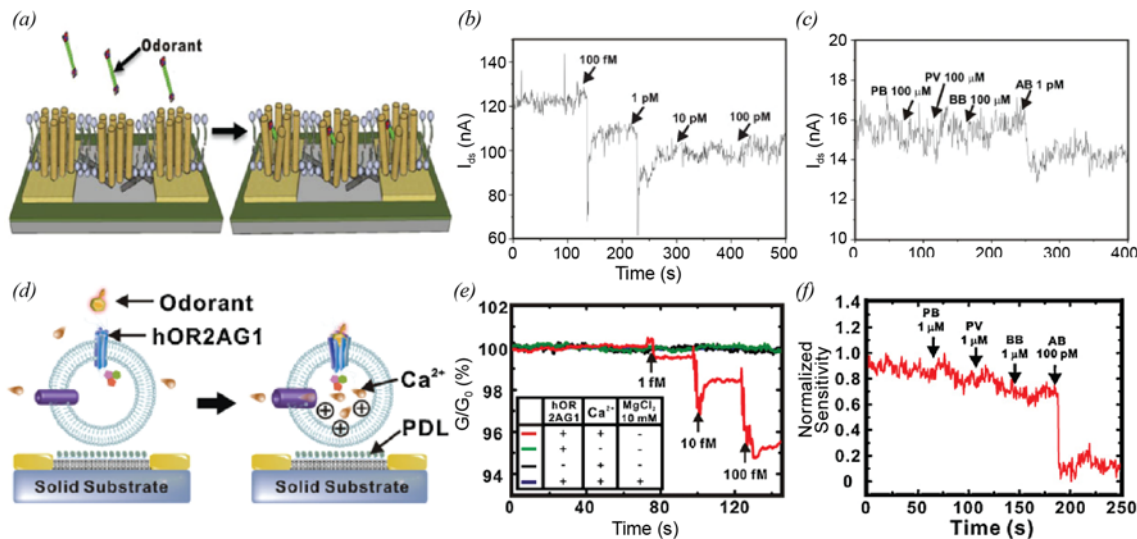 (a)
Odorant
(b)
I_ds (nA)
140
120
100
80
60
100 fM
1 pM
10 pM
100 pM
0 100 200 300 400 500
Time (s)
(c)
I_ds (nA)
20
18
16
14
12
PB 100 μM
PV 100 μM
BB 100 μM
AB 1 pM
0 100 200 300 400
(d)
Odorant
hOR2AG1
Ca²⁺
PDL
Solid Substrate
Solid Substrate
(e)
G/G₀ (%)
102
100
98
96
94
1 fM
10 fM
100 fM
hOR 2AG1
Ca²⁺
MgCl₂ 10 mM
+ + -
+ - -
- + -
+ + +
0 40 80 120
Time (s)
(f)
Normalized
Sensitivity
1.4
1.2
1.0
0.8
0.6
0.4
0.2
0
PB
1 μM
PV
1 μM
BB
1 μM
AB
100 pM
0 50 100 150 200 250
Time (s)